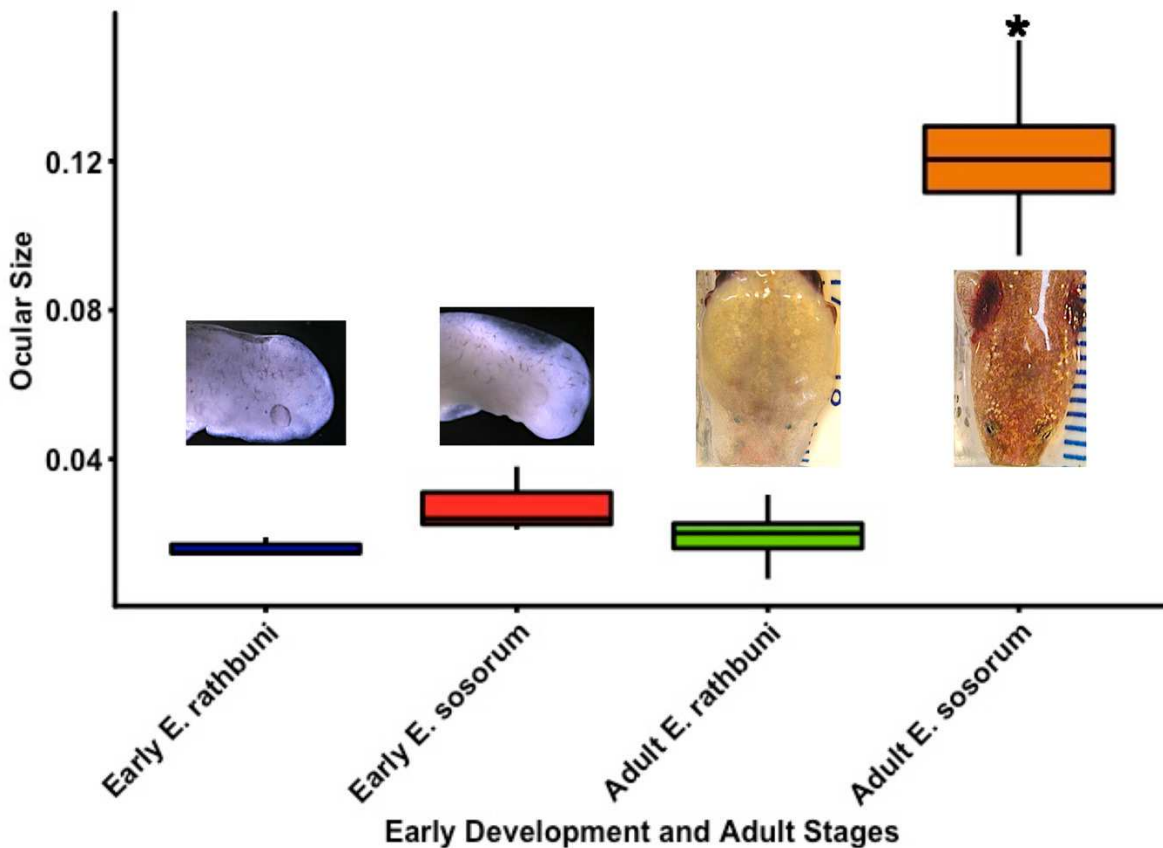 *
0.12
0.08
0.04
Ocular Size
Early E. rathbuni
Early E. sosorum
Adult E. rathbuni
Adult E. sosorum
Early Development and Adult Stages